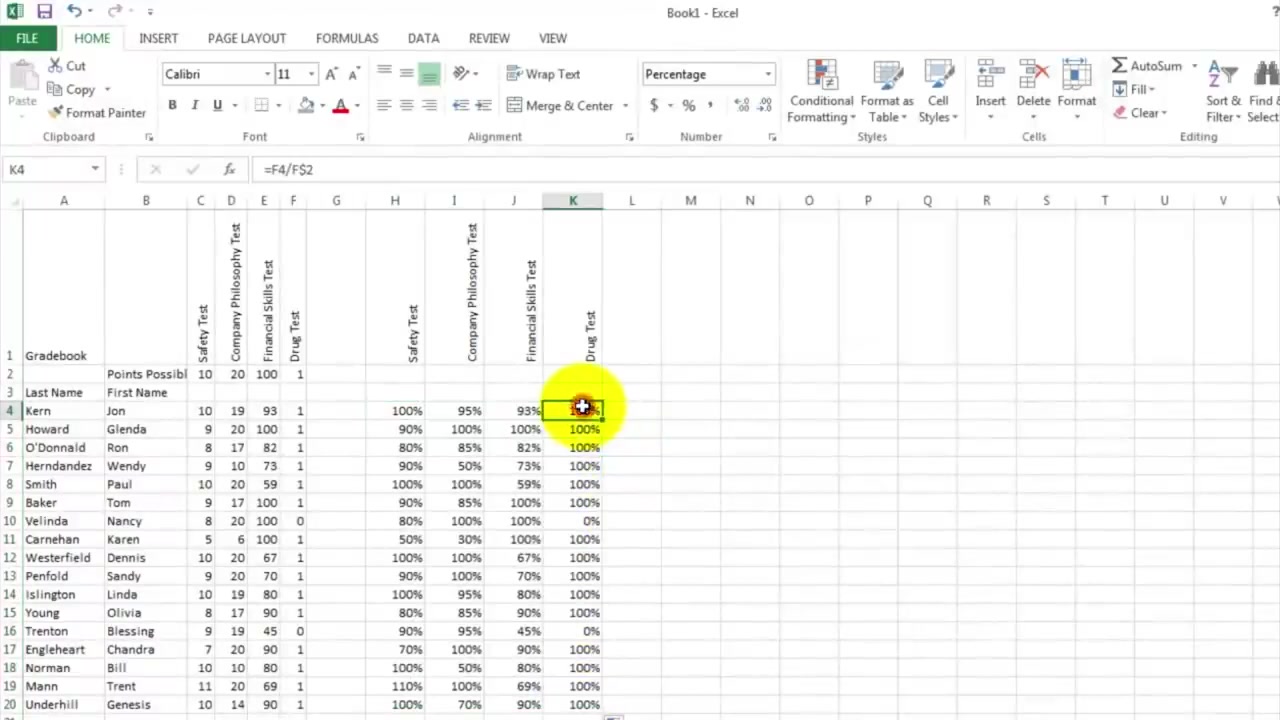 Book1 - Excel
?
FILE HOME INSERT PAGE LAYOUT FORMULAS DATA REVIEW VIEW
Cut
Calibri 11 A A Wrap Text Percentage AutoSum
Copy Fill
Paste Conditional Format as Cell Insert Delete Format Sort & Find &
Format Painter B I U A Merge & Center $ % , Formatting Table Styles Clear Filter Select
Clipboard Font Alignment Number Styles Cells Editing
K4 fx =F4/F$2
A B C D E F G H I J K L M N O P Q R S T U V
1 Gradebook Safety Test Company Philosophy Test Financial Skills Test Drug Test Safety Test Company Philosophy Test Financial Skills Test Drug Test
2 Points Possibl 10 20 100 1
3 Last Name First Name
4 Kern Jon 10 19 93 1 100% 95% 93%
5 Howard Glenda 9 20 100 1 90% 100% 100% 100%
6 O'Donnald Ron 8 17 82 1 80% 85% 82% 100%
7 Herndandez Wendy 9 10 73 1 90% 50% 73% 100%
8 Smith Paul 10 20 59 1 100% 100% 59% 100%
9 Baker Tom 9 17 100 1 90% 85% 100% 100%
10 Velinda Nancy 8 20 100 0 80% 100% 100% 0%
11 Carnehan Karen 5 6 100 1 50% 30% 100% 100%
12 Westerfield Dennis 10 20 67 1 100% 100% 67% 100%
13 Penfold Sandy 9 20 70 1 90% 100% 70% 100%
14 Islington Linda 10 19 80 1 100% 95% 80% 100%
15 Young Olivia 8 17 90 1 80% 85% 90% 100%
16 Trenton Blessing 9 19 45 0 90% 95% 45% 0%
17 Engleheart Chandra 7 20 90 1 70% 100% 90% 100%
18 Norman Bill 10 10 80 1 100% 50% 80% 100%
19 Mann Trent 11 20 69 1 110% 100% 69% 100%
20 Underhill Genesis 10 14 90 1 100% 70% 90% 100%